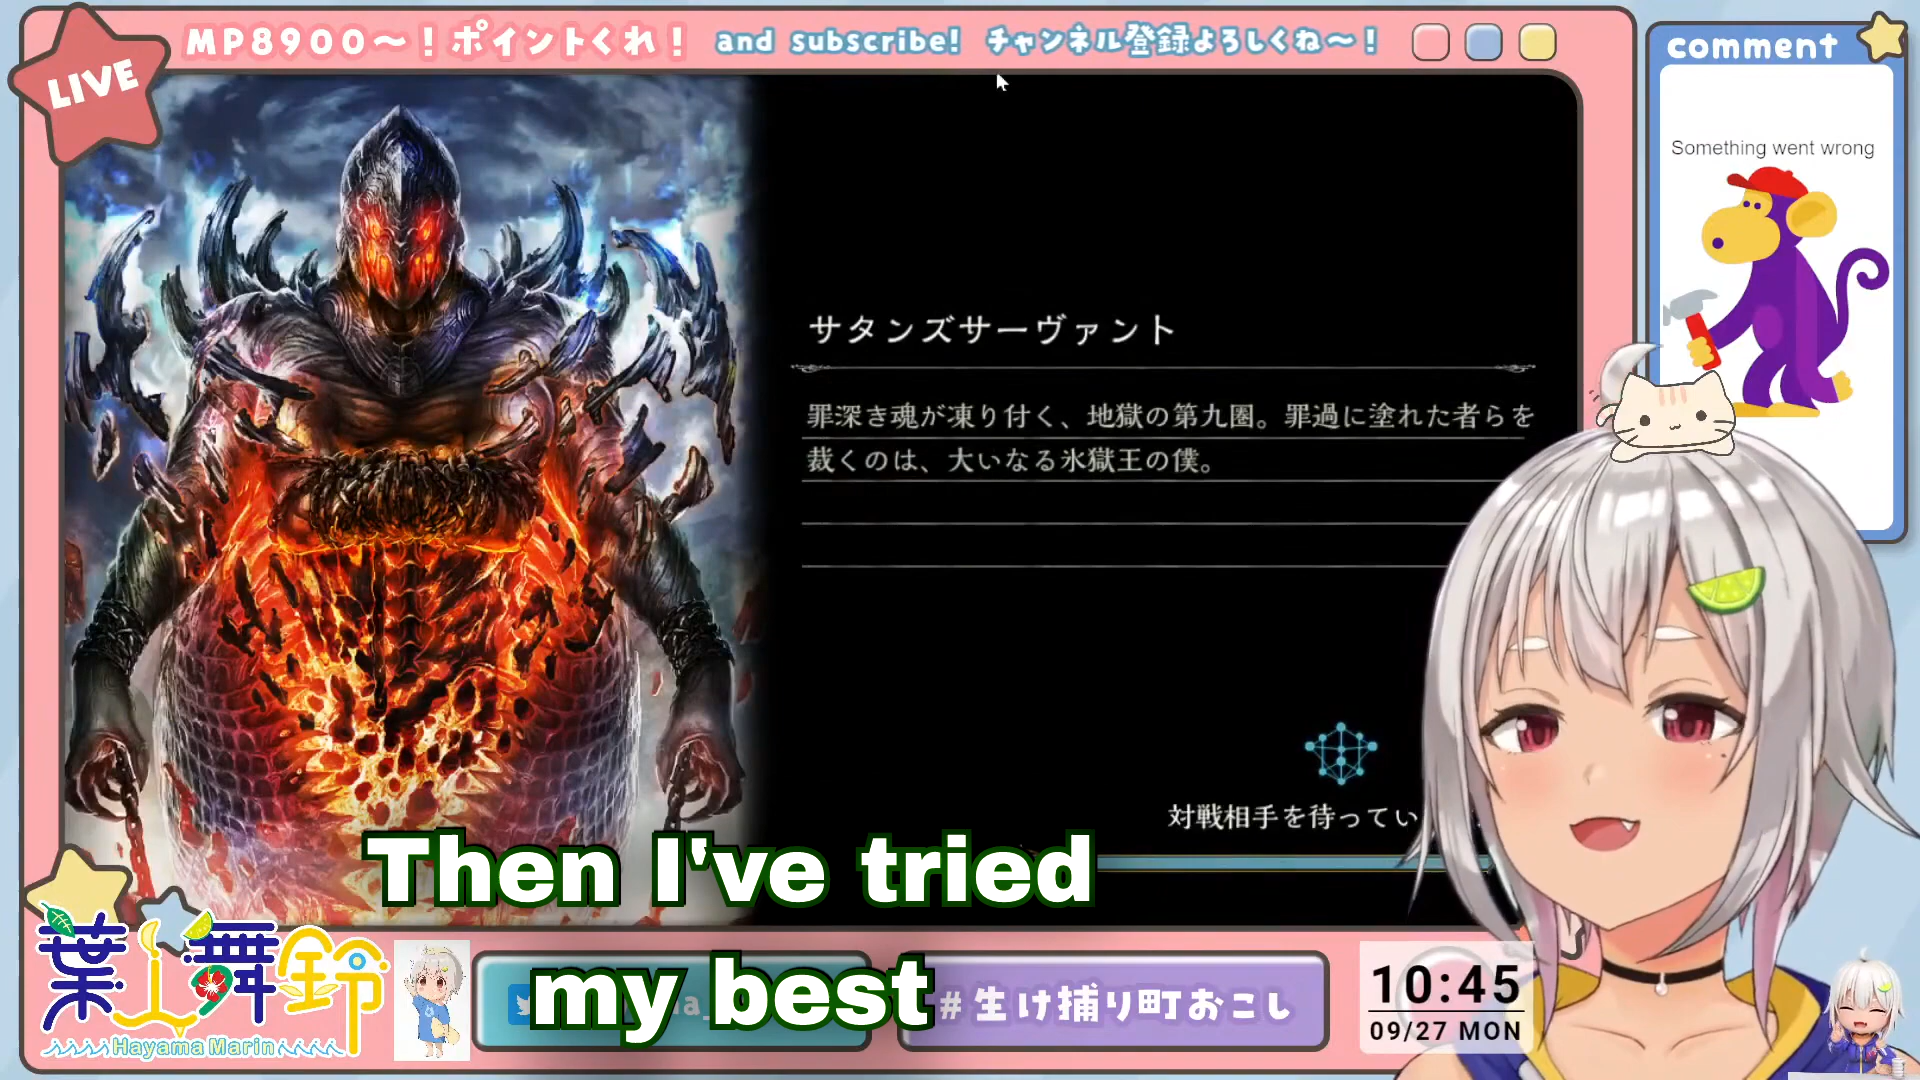 LIVE
MP8900～！ポイントくれ！ and subscribe! チャンネル登録よろしくね～！
comment
Something went wrong
サタンズサーヴァント
罪深き魂が凍り付く、地獄の第九圏。罪過に塗れた者らを
裁くのは、大いなる氷獄王の僕。
対戦相手を待ってい
Then I've tried
my best
葉山舞鈴
Hayama Marin
#生け捕り町おこし
10:45
09/27 MON